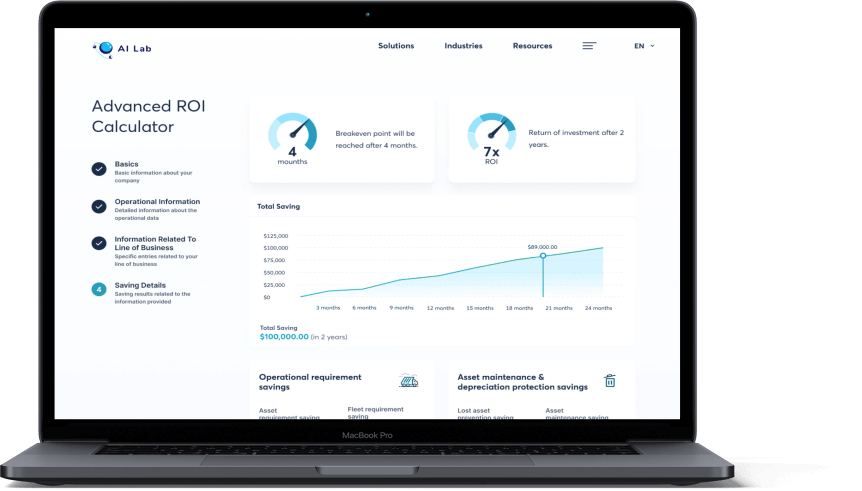 AI Lab
Solutions
Industries
Resources
EN
Advanced ROI
Calculator
Basics
Basic information about your
company
Operational Information
Detailed information about the
operational data
Information Related To
Line of Business
Specific entries related to your
line of business
4
Saving Details
Saving results related to the
information provided
4
mounths
Breakeven point will be
reached after 4 months.
7x
ROI
Return of investment after 2
years.
Total Saving
$125,000
$100,000
$75,000
$50,000
$25,000
$0
$89,000.00
3 months
6 months
9 months
12 months
15 months
18 months
21 months
24 months
Total Saving
$100,000.00 (in 2 years)
Operational requirement
savings
Asset
requirement saving
Fleet requirement
saving
Asset maintenance &
depreciation protection savings
Lost asset
prevention saving
Asset
maintenance saving
MacBook Pro